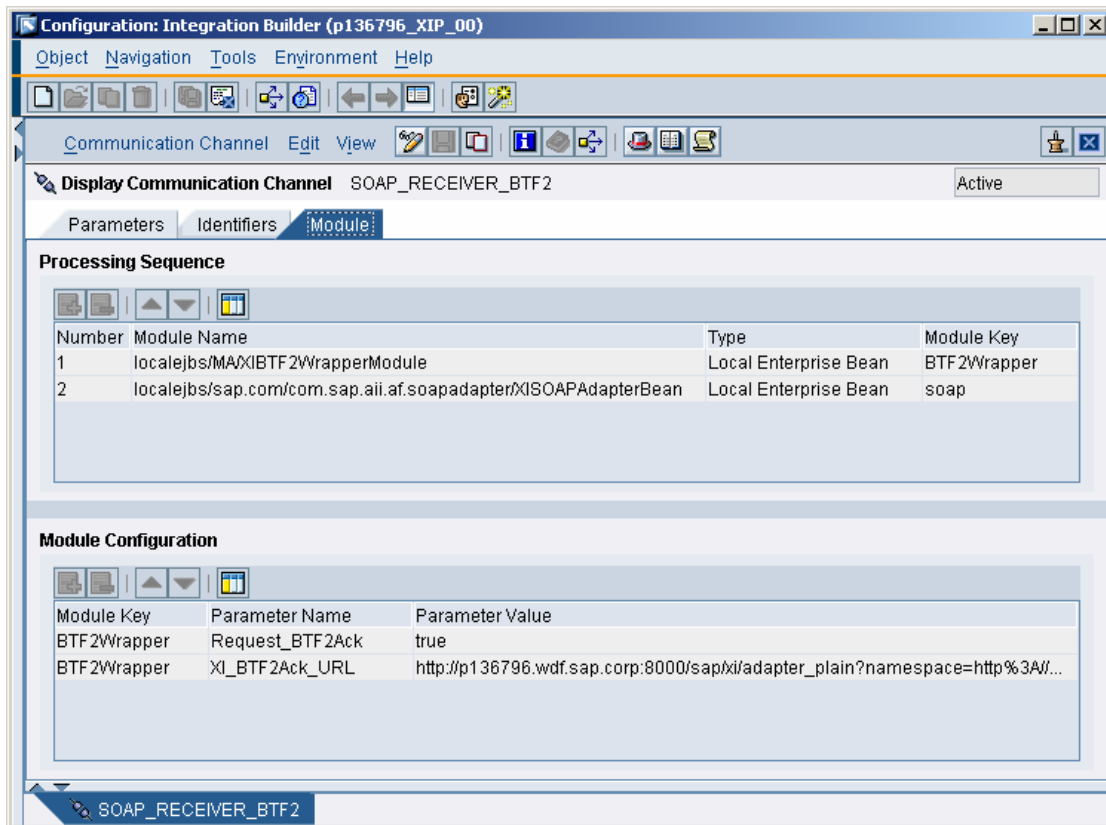 Configuration: Integration Builder (p136796_XIP_00)
Object Navigation Tools Environment Help
Communication Channel Edit View
Display Communication Channel SOAP_RECEIVER_BTF2 Active
Parameters Identifiers Module
Processing Sequence
Number Module Name Type Module Key
1 localejbs/MA/XIBTF2WrapperModule Local Enterprise Bean BTF2Wrapper
2 localejbs/sap.com/com.sap.aii.af.soapadapter/XISOAPAdapterBean Local Enterprise Bean soap
Module Configuration
Module Key Parameter Name Parameter Value
BTF2Wrapper Request_BTF2Ack true
BTF2Wrapper XI_BTF2Ack_URL http://p136796.wdf.sap.corp:8000/sap/xi/adapter_plain?namespace=http%3A//...
SOAP_RECEIVER_BTF2